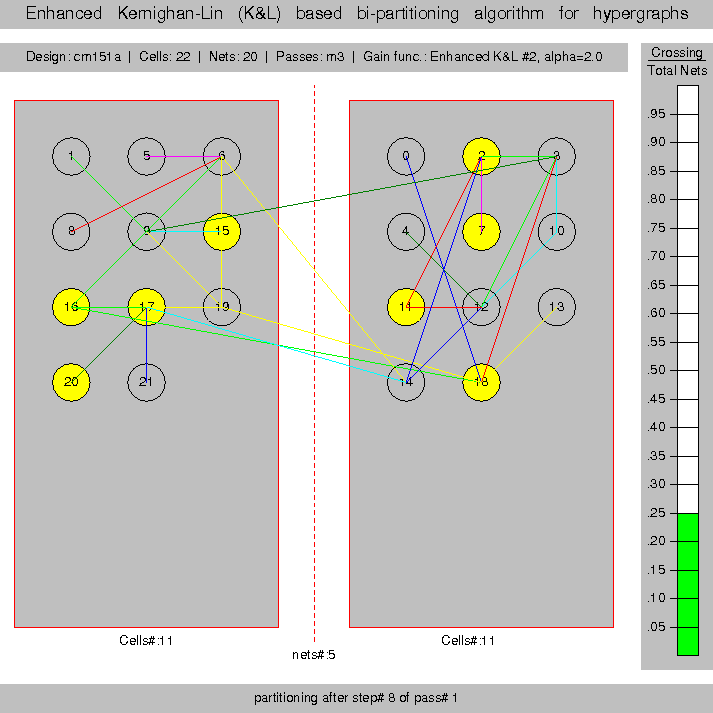 Enhanced Kernighan-Lin (K&L) based bi-partitioning algorithm for hypergraphs
Design: cm151a | Cells: 22 | Nets: 20 | Passes: m3 | Gain func.: Enhanced K&L #2, alpha=2.0
Crossing
Total Nets
.95
.90
.85
.80
.75
.70
.65
.60
.55
.50
.45
.40
.35
.30
.25
.20
.15
.10
.05
1 5 6 0 2 3
8 9 15 4 7 10
16 17 19 11 12 13
20 21 14 18
Cells#:11 Cells#:11
nets#:5
partitioning after step# 8 of pass# 1